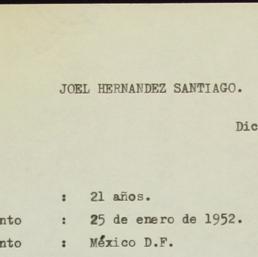 JOEL HERNANDEZ SANTIAGO.
Dic
: 21 años.
nto : 25 de enero de 1952.
nto : México D.F.